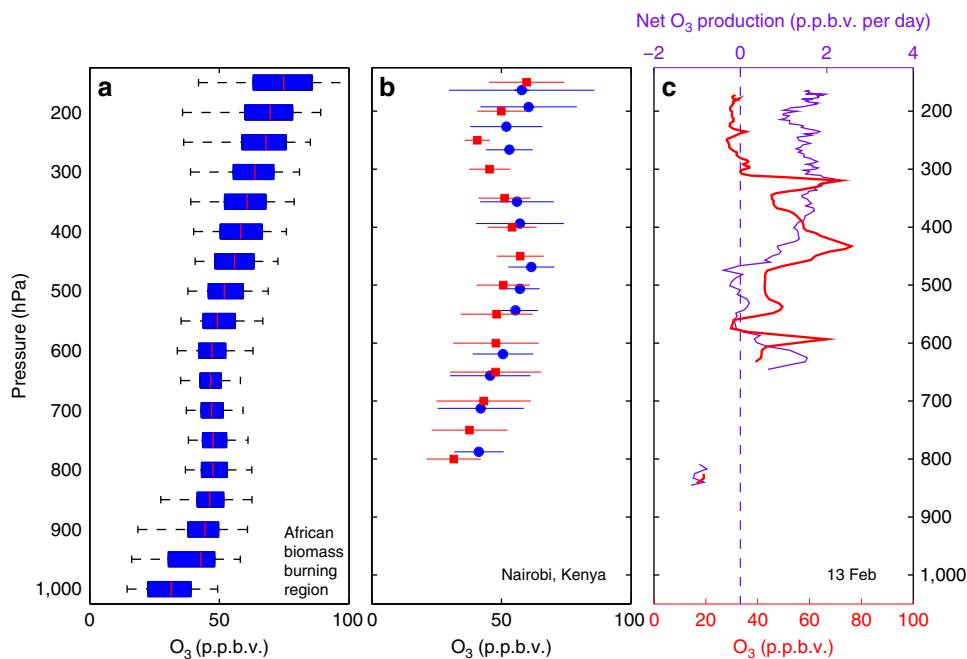 Net O3 production (p.p.b.v. per day)
−2 0 2 4
a
b
c
200
300
400
500
600
700
800
900
1,000
Pressure (hPa)
200
300
400
500
600
700
800
900
1,000
African
biomass
burning
region
Nairobi, Kenya
13 Feb
0 50 100
0 50 100
0 20 40 60 80 100
O3 (p.p.b.v.)
O3 (p.p.b.v.)
O3 (p.p.b.v.)